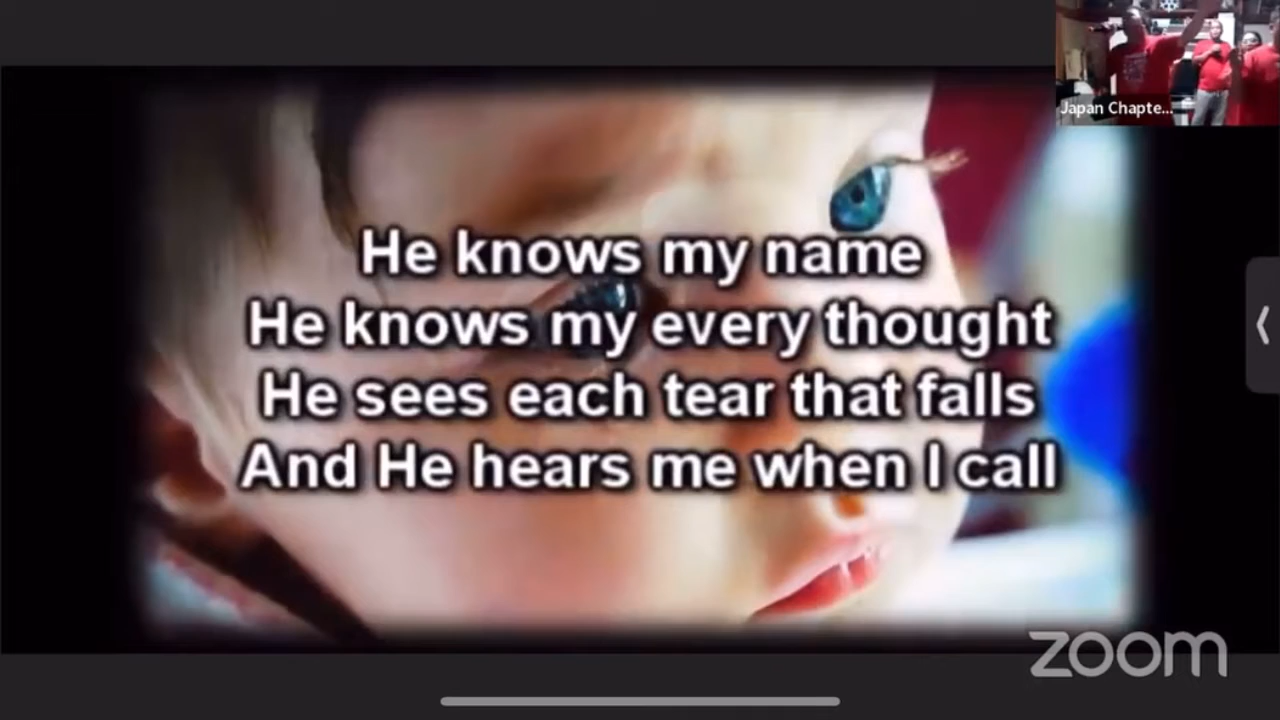 Japan Chapte...
He knows my name
He knows my every thought
He sees each tear that falls
And He hears me when I call
zoom